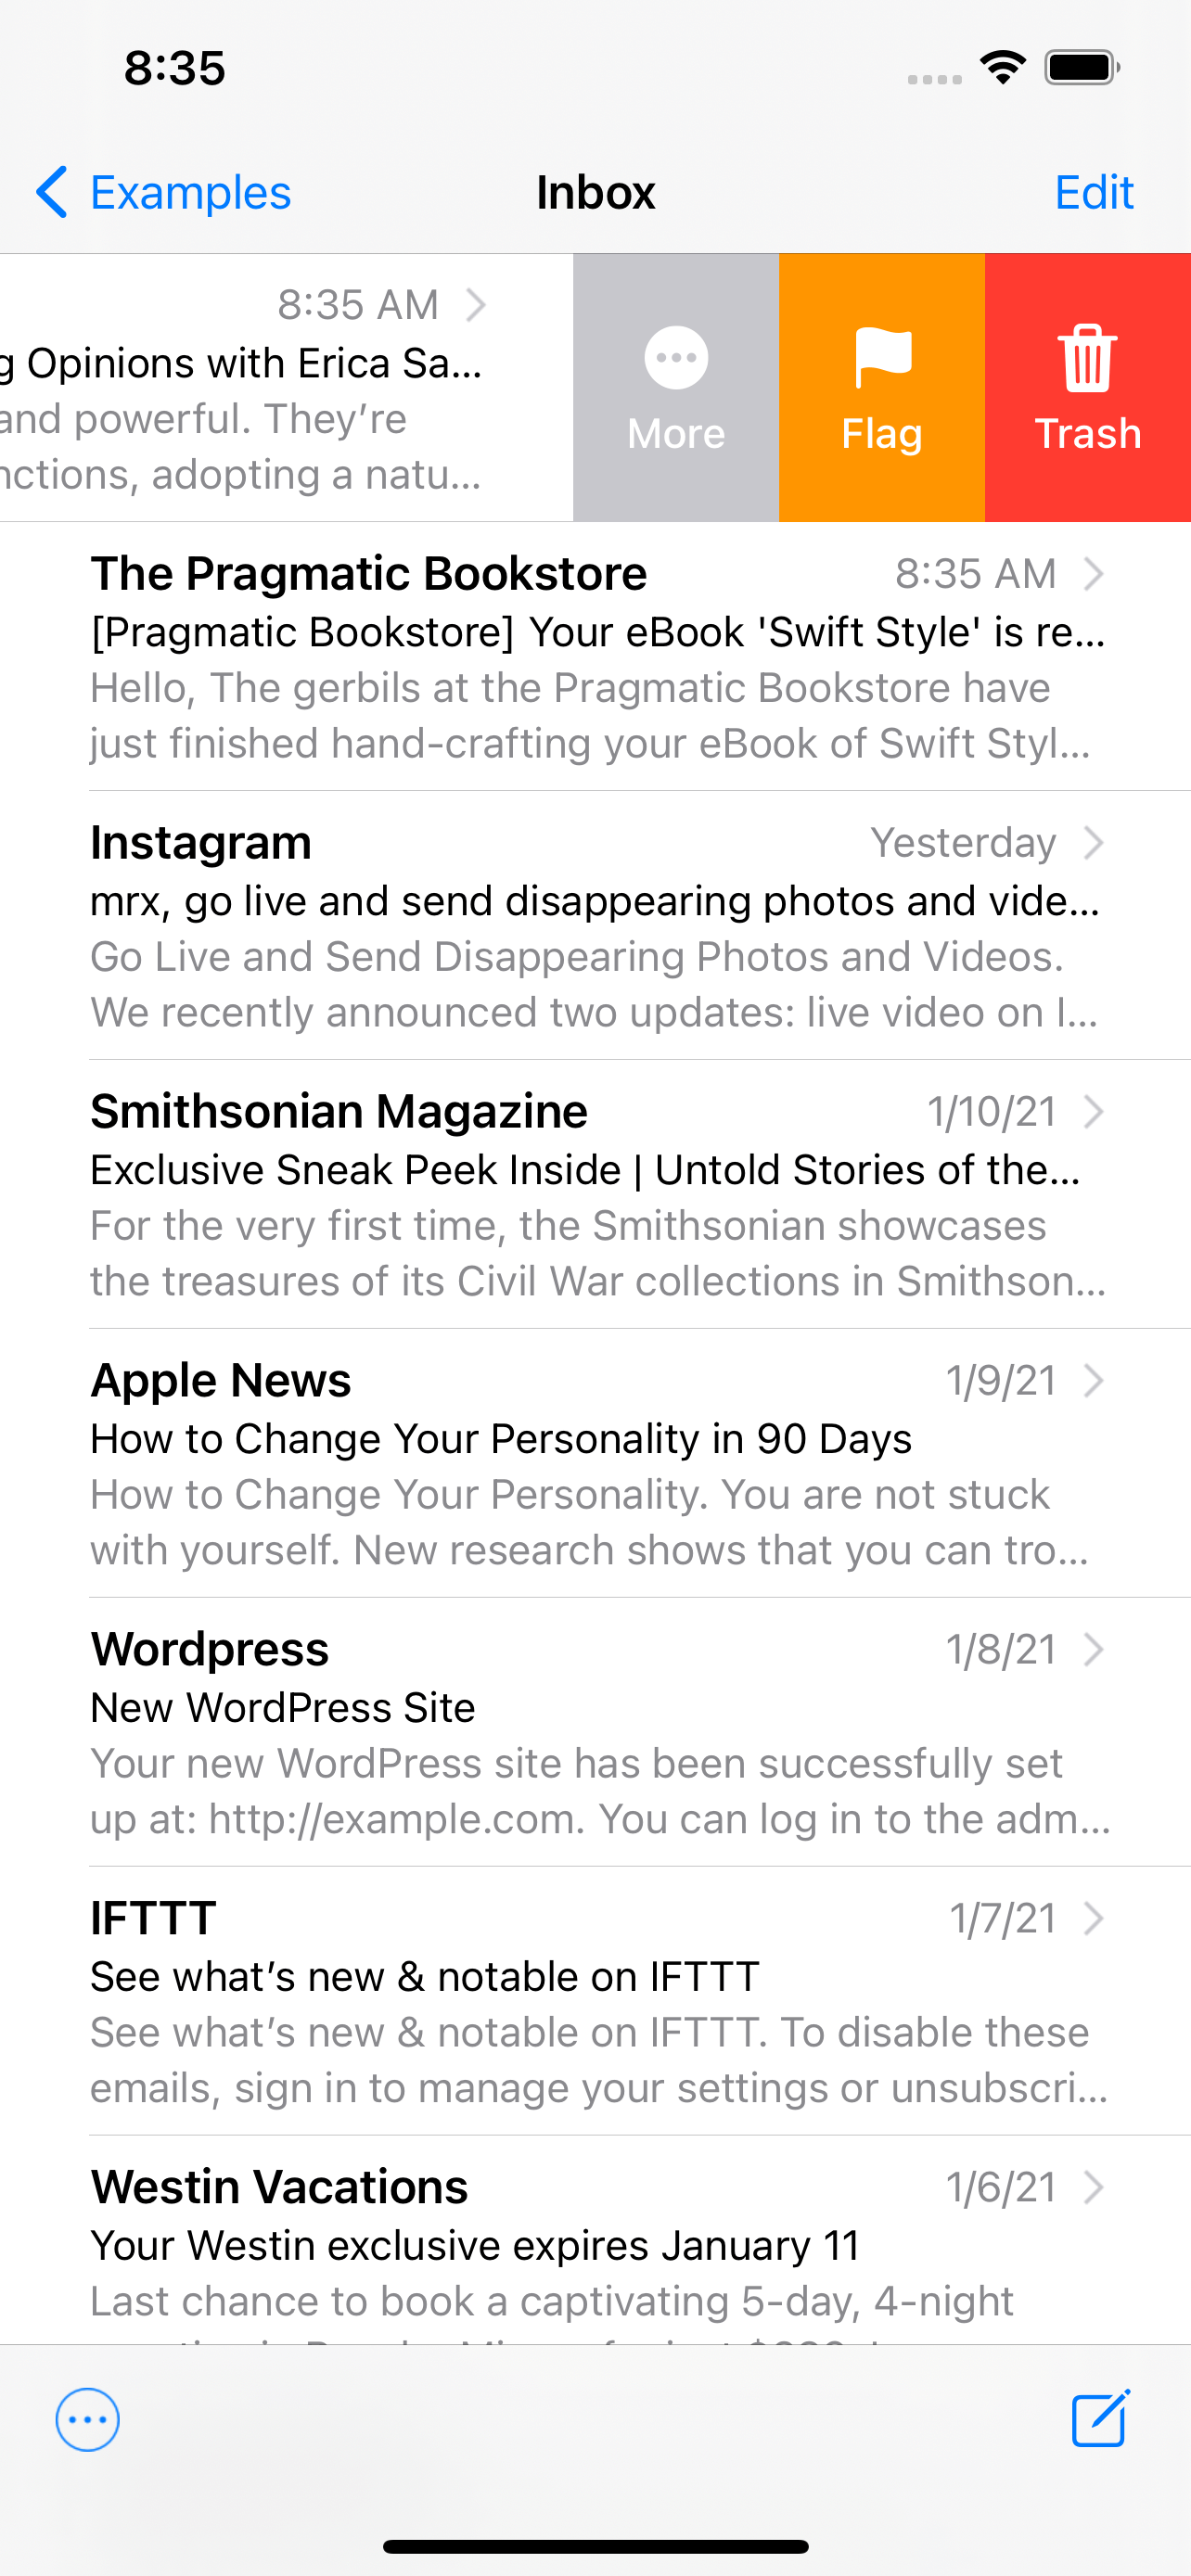 8:35
Examples
Inbox
Edit
8:35 AM
g Opinions with Erica Sa...
and powerful. They’re
nctions, adopting a natu...
More
Flag
Trash
The Pragmatic Bookstore
8:35 AM
[Pragmatic Bookstore] Your eBook 'Swift Style' is re...
Hello, The gerbils at the Pragmatic Bookstore have
just finished hand-crafting your eBook of Swift Styl...
Instagram
Yesterday
mrx, go live and send disappearing photos and vide...
Go Live and Send Disappearing Photos and Videos.
We recently announced two updates: live video on I...
Smithsonian Magazine
1/10/21
Exclusive Sneak Peek Inside | Untold Stories of the...
For the very first time, the Smithsonian showcases
the treasures of its Civil War collections in Smithson...
Apple News
1/9/21
How to Change Your Personality in 90 Days
How to Change Your Personality. You are not stuck
with yourself. New research shows that you can tro...
Wordpress
1/8/21
New WordPress Site
Your new WordPress site has been successfully set
up at: http://example.com. You can log in to the adm...
IFTTT
1/7/21
See what’s new & notable on IFTTT
See what’s new & notable on IFTTT. To disable these
emails, sign in to manage your settings or unsubscri...
Westin Vacations
1/6/21
Your Westin exclusive expires January 11
Last chance to book a captivating 5-day, 4-night